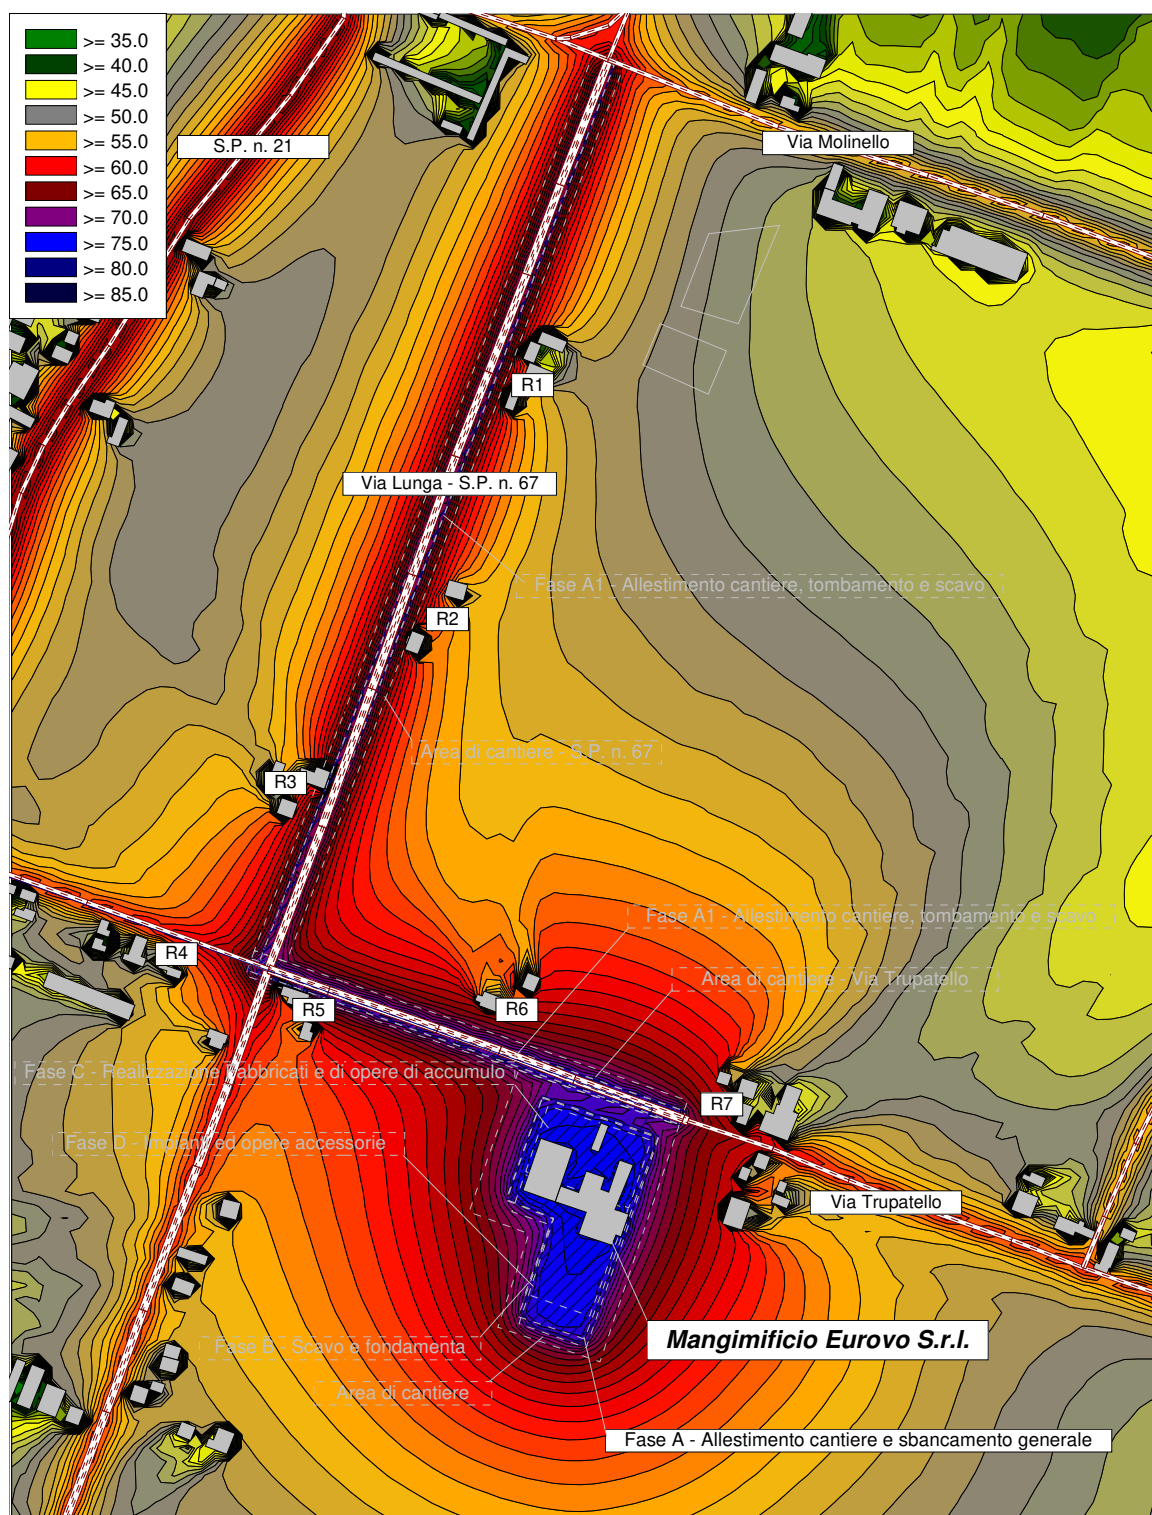 >= 35.0
>= 40.0
>= 45.0
>= 50.0
>= 55.0
>= 60.0
>= 65.0
>= 70.0
>= 75.0
>= 80.0
>= 85.0
S.P. n. 21
Via Molinello
R1
Via Lunga - S.P. n. 67
Fase A1 - Allestimento cantiere, tombamento e scavo
R2
Area di cantiere - S.P. n. 67
R3
Fase A1 - Allestimento cantiere, tombamento e scavo
R4
Area di cantiere - Via Trupatello
R5
R6
Fase C - Realizzazione Fabbricati e di opere di accumulo
R7
Fase D - Impianti ed opere accessorie
Via Trupatello
Mangimificio Eurovo S.r.l.
Fase B - Scavo e fondamenta
Area di cantiere
Fase A - Allestimento cantiere e sbancamento generale